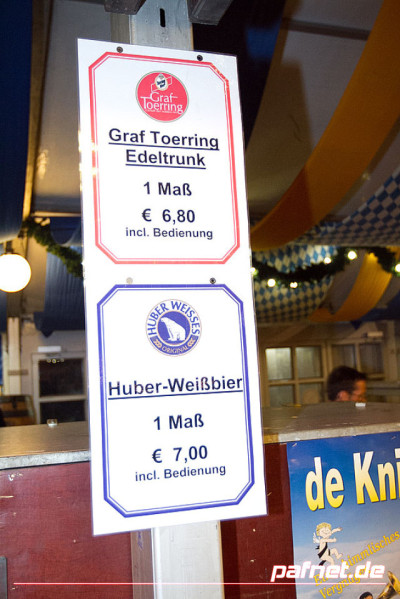 Graf
Toerring
Graf Toerring
Edeltrunk
1 Maß
€ 6,80
incl. Bedienung
HUBER WEISSES
ORIGINAL
Huber-Weißbier
1 Maß
€ 7,00
incl. Bedienung
de Kni
pafnet.de